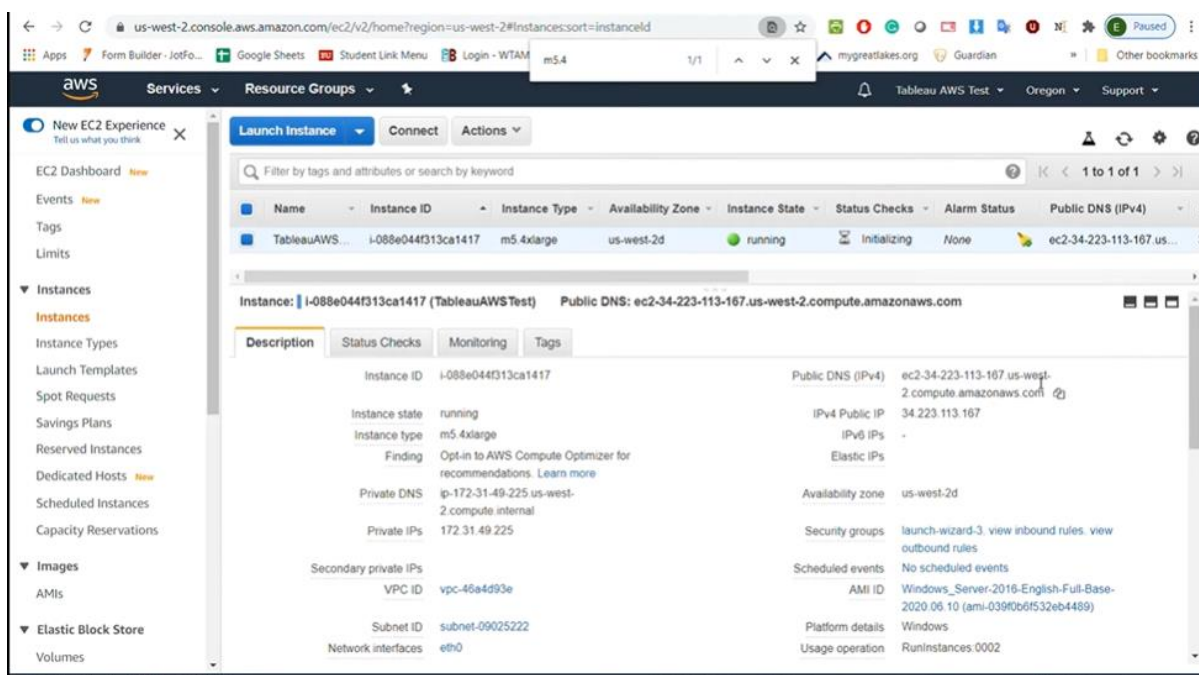 us-west-2.console.aws.amazon.com/ec2/v2/home?region=us-west-2#Instances:sort=instanceId
E Paused
Apps Form Builder - JotFo... Google Sheets Student Link Menu Login - WTAM mygreatlakes.org Guardian » Other bookmarks
m5.4 1/1
aws Services Resource Groups Tableau AWS Test Oregon Support
New EC2 Experience
Tell us what you think
Launch Instance Connect Actions
EC2 Dashboard New
Events New
Tags
Limits
Instances
Instances
Instance Types
Launch Templates
Spot Requests
Savings Plans
Reserved Instances
Dedicated Hosts New
Scheduled Instances
Capacity Reservations
Images
AMIs
Elastic Block Store
Volumes
Filter by tags and attributes or search by keyword 1 to 1 of 1
Name Instance ID Instance Type Availability Zone Instance State Status Checks Alarm Status Public DNS (IPv4)
TableauAWS... i-088e044f313ca1417 m5.4xlarge us-west-2d running Initializing None ec2-34-223-113-167.us...
Instance: i-088e044f313ca1417 (TableauAWSTest) Public DNS: ec2-34-223-113-167.us-west-2.compute.amazonaws.com
Description Status Checks Monitoring Tags
Instance ID i-088e044f313ca1417
Instance state running
Instance type m5.4xlarge
Finding Opt-in to AWS Compute Optimizer for
recommendations. Learn more
Private DNS ip-172-31-49-225.us-west-
2.compute.internal
Private IPs 172.31.49.225
Secondary private IPs
VPC ID vpc-46a4d93e
Subnet ID subnet-09025222
Network interfaces eth0
Public DNS (IPv4) ec2-34-223-113-167.us-west-
2.compute.amazonaws.com
IPv4 Public IP 34.223.113.167
IPv6 IPs -
Elastic IPs
Availability zone us-west-2d
Security groups launch-wizard-3. view inbound rules. view
outbound rules
Scheduled events No scheduled events
AMI ID Windows_Server-2016-English-Full-Base-
2020.06.10 (ami-039f0b6f532eb4489)
Platform details Windows
Usage operation RunInstances:0002